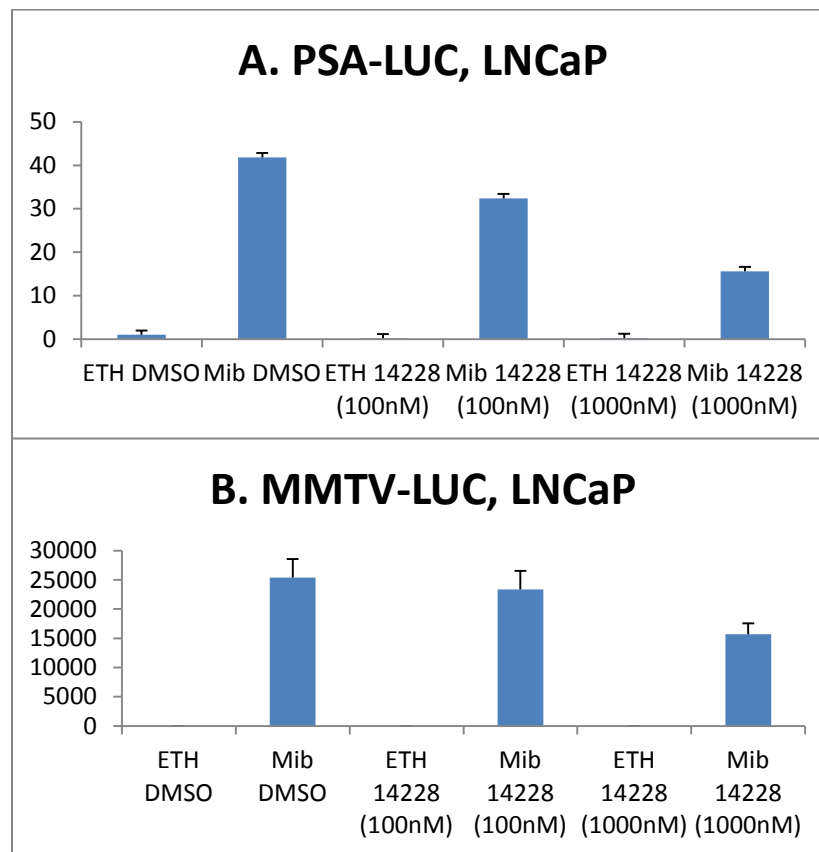 A. PSA-LUC, LNCaP
50
40
30
20
10
0
ETH DMSO Mib DMSO ETH 14228 Mib 14228 ETH 14228 Mib 14228
(100nM) (100nM) (1000nM) (1000nM)
B. MMTV-LUC, LNCaP
30000
25000
20000
15000
10000
5000
0
ETH Mib ETH Mib ETH Mib
DMSO DMSO 14228 14228 14228 14228
(100nM) (100nM) (1000nM) (1000nM)